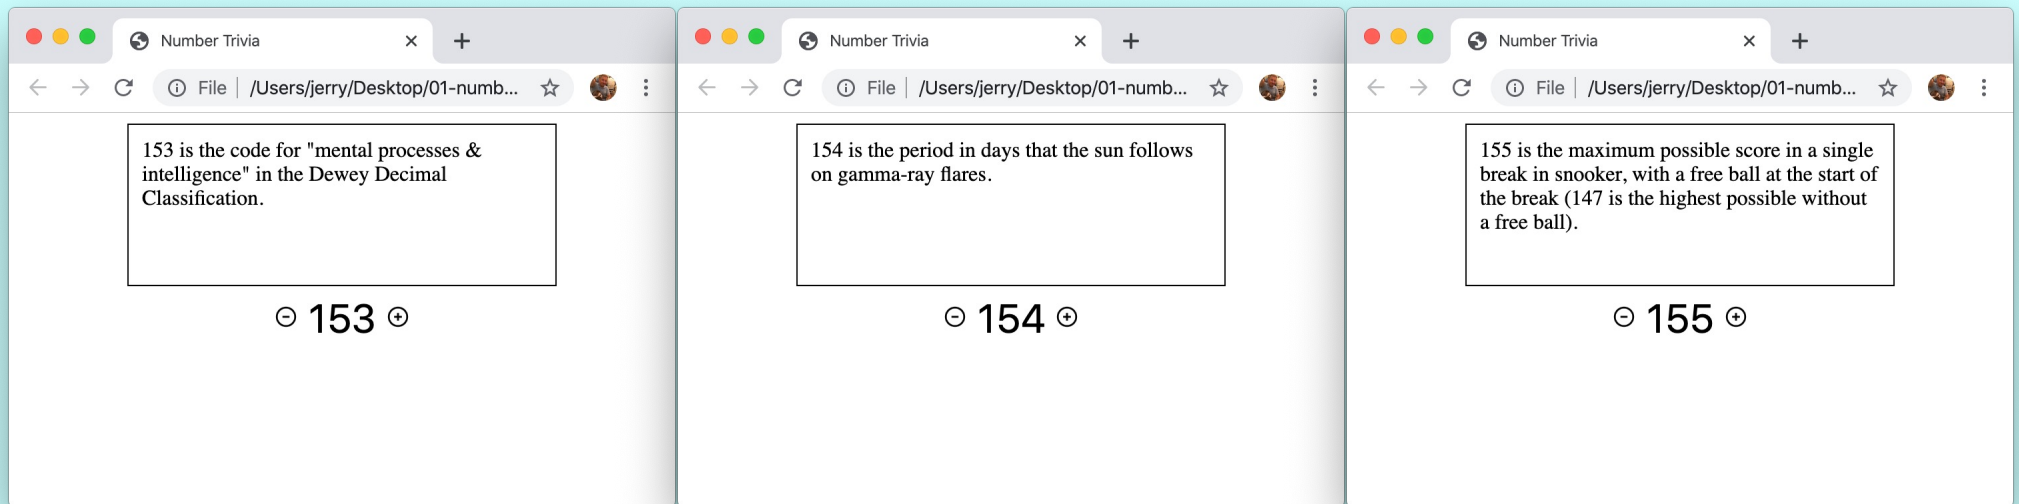 Number Trivia
File
/Users/jerry/Desktop/01-numb...
153 is the code for "mental processes &
intelligence" in the Dewey Decimal
Classification.
153
Number Trivia
File
/Users/jerry/Desktop/01-numb...
154 is the period in days that the sun follows
on gamma-ray flares.
154
Number Trivia
File
/Users/jerry/Desktop/01-numb...
155 is the maximum possible score in a single
break in snooker, with a free ball at the start of
the break (147 is the highest possible without
a free ball).
155